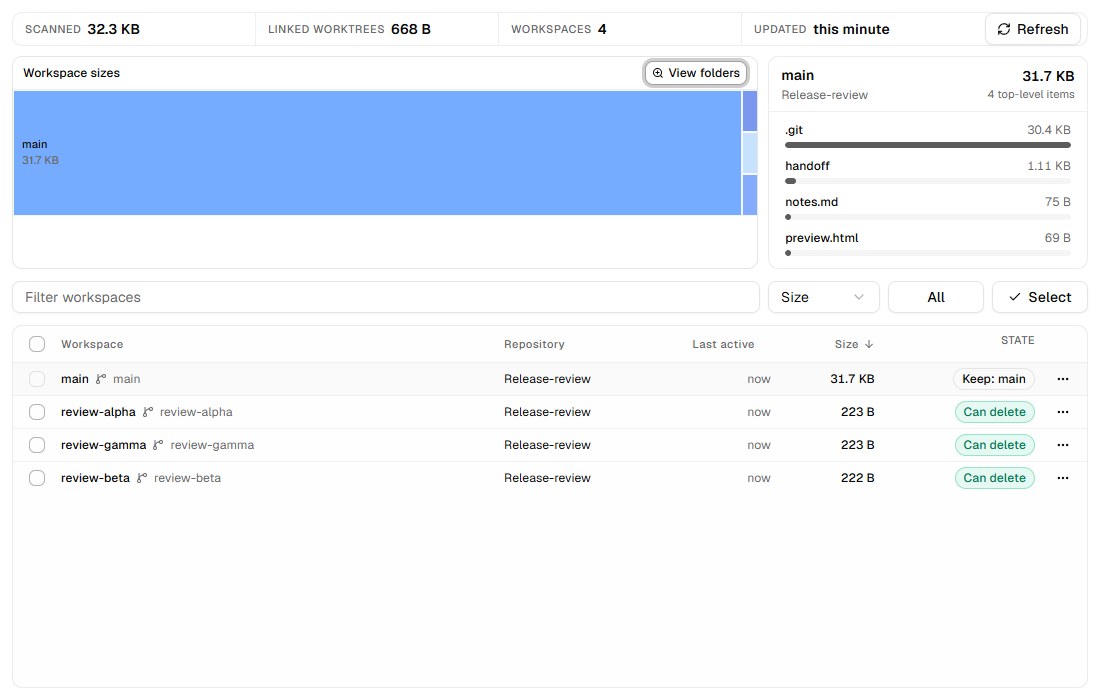 SCANNED 32.3 KB LINKED WORKTREES 668 B WORKSPACES 4 UPDATED this minute Refresh
Workspace sizes View folders
main
31.7 KB
main 31.7 KB
Release-review 4 top-level items
.git 30.4 KB
handoff 1.11 KB
notes.md 75 B
preview.html 69 B
Filter workspaces Size All Select
Workspace Repository Last active Size ↓ STATE
main main Release-review now 31.7 KB Keep: main ...
review-alpha review-alpha Release-review now 223 B Can delete ...
review-gamma review-gamma Release-review now 223 B Can delete ...
review-beta review-beta Release-review now 222 B Can delete ...